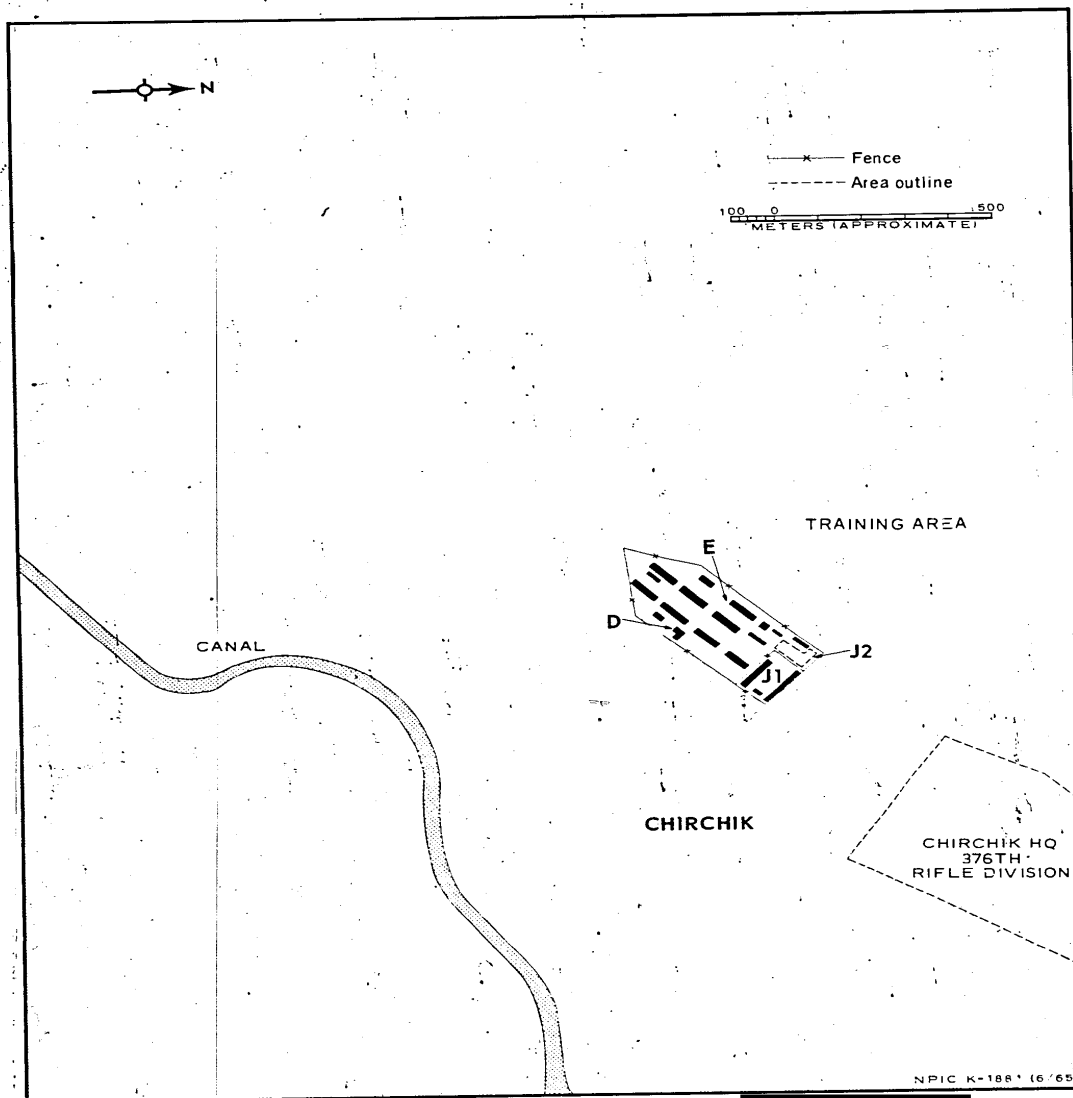 N
Fence
Area outline
100 0 500
METERS (APPROXIMATE)
TRAINING AREA
E
D
J2
J1
CANAL
CHIRCHIK
CHIRCHIK HQ
376TH
RIFLE DIVISION
NPIC (6/65